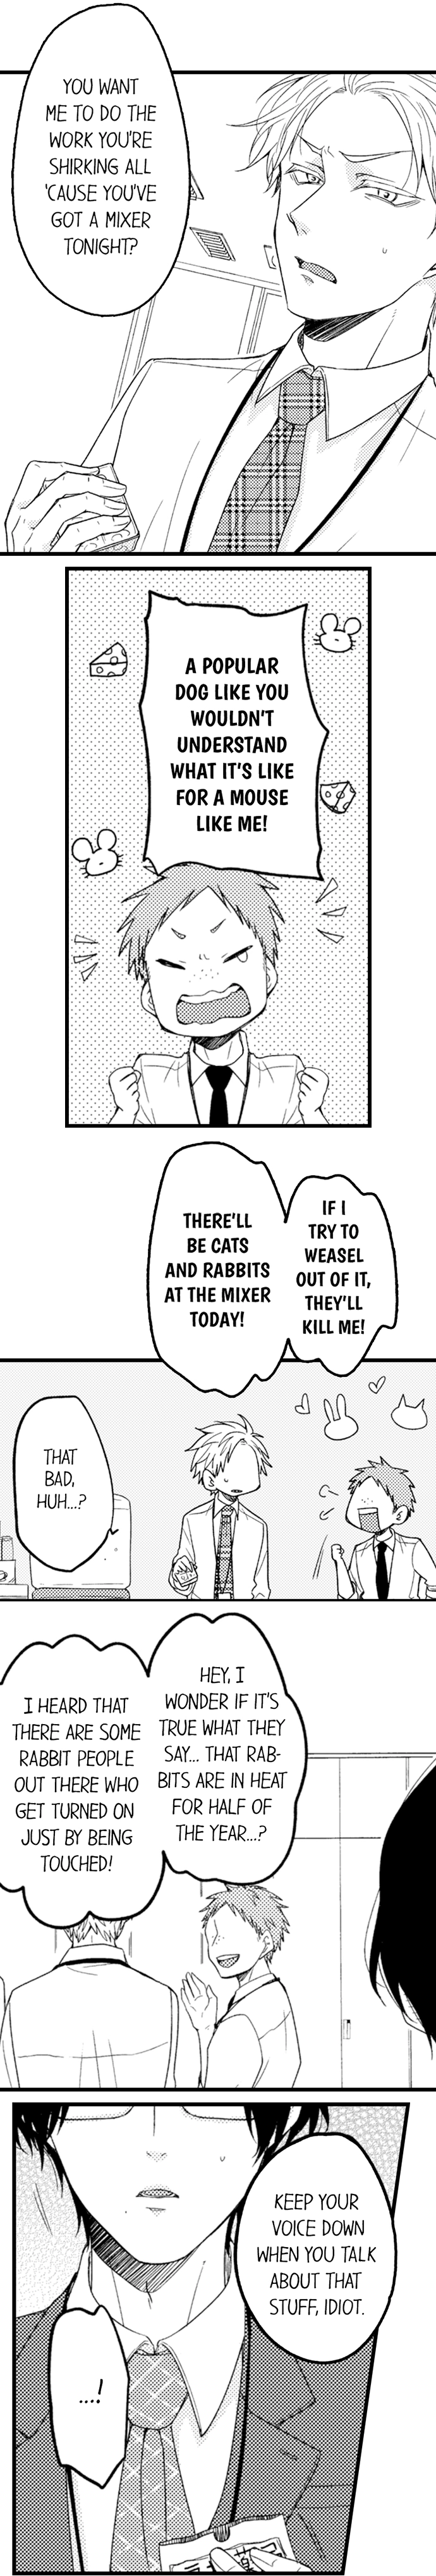 YOU WANT
ME TO DO THE
WORK YOU'RE
SHIRKING ALL
'CAUSE YOU'VE
GOT A MIXER
TONIGHT?
A POPULAR
DOG LIKE YOU
WOULDN'T
UNDERSTAND
WHAT IT'S LIKE
FOR A MOUSE
LIKE ME!
IF I
TRY TO
WEASEL
OUT OF IT,
THEY'LL
KILL ME!
THERE'LL
BE CATS
AND RABBITS
AT THE MIXER
TODAY!
THAT
BAD,
HUH...?
HEY, I
WONDER IF IT'S
TRUE WHAT THEY
SAY... THAT RAB-
BITS ARE IN HEAT
FOR HALF OF
THE YEAR...?
I HEARD THAT
THERE ARE SOME
RABBIT PEOPLE
OUT THERE WHO
GET TURNED ON
JUST BY BEING
TOUCHED!
KEEP YOUR
VOICE DOWN
WHEN YOU TALK
ABOUT THAT
STUFF, IDIOT.
...!